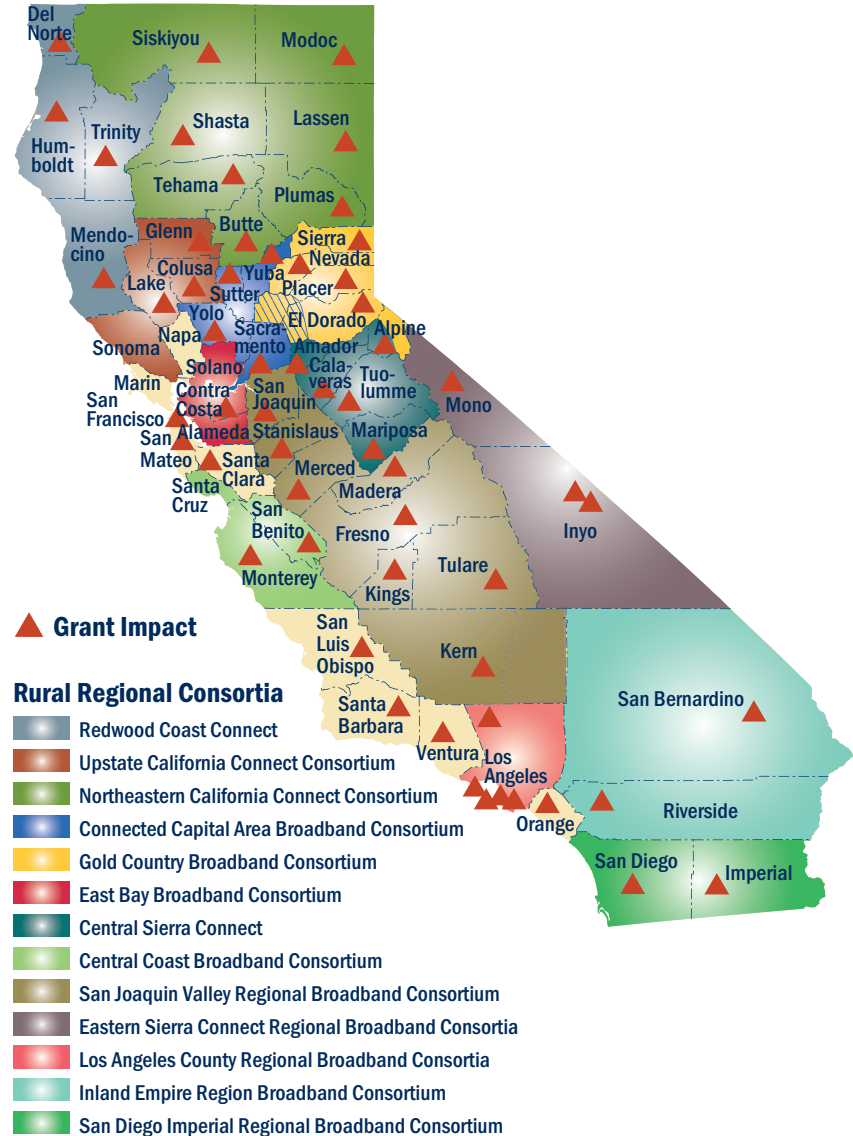 Del
Norte
Siskiyou
Modoc
Hum-
boldt
Trinity
Shasta
Lassen
Tehama
Plumas
Mendo-
cino
Glenn
Butte
Sierra
Nevada
Colusa
Yuba
Lake
Sutter
Placer
Yolo
El Dorado
Napa
Sacra-
mento
Alpine
Sonoma
Amador
Solano
Cala-
veras
Tuo-
lumme
Mono
Marin
Contra
Costa
San
Joaquin
San
Francisco
Alameda
Stanislaus
Mariposa
San
Mateo
Santa
Clara
Merced
Madera
Santa
Cruz
San
Benito
Fresno
Inyo
Monterey
Kings
Tulare
Grant Impact
San
Luis
Obispo
Kern
Rural Regional Consortia
Santa
Barbara
San Bernardino
Ventura
Los
Angeles
Orange
Riverside
San Diego
Imperial
Redwood Coast Connect
Upstate California Connect Consortium
Northeastern California Connect Consortium
Connected Capital Area Broadband Consortium
Gold Country Broadband Consortium
East Bay Broadband Consortium
Central Sierra Connect
Central Coast Broadband Consortium
San Joaquin Valley Regional Broadband Consortium
Eastern Sierra Connect Regional Broadband Consortia
Los Angeles County Regional Broadband Consortia
Inland Empire Region Broadband Consortium
San Diego Imperial Regional Broadband Consortium